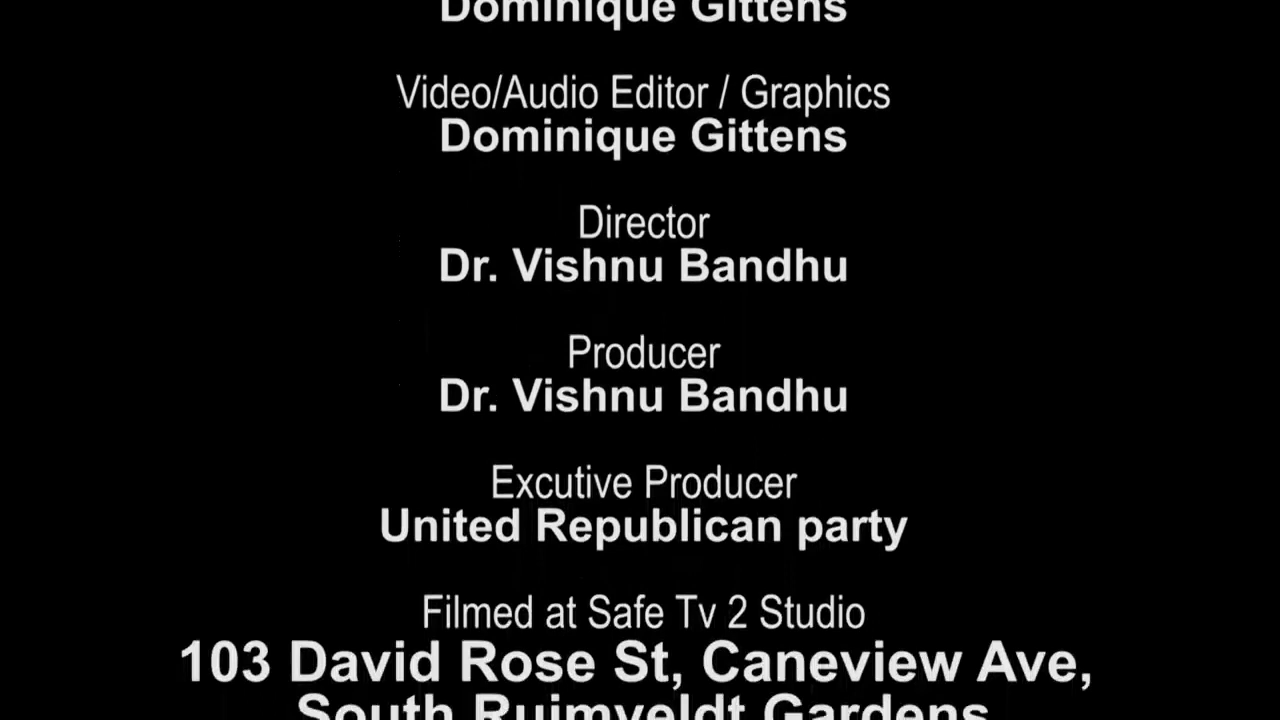 Dominique Gittens
Video/Audio Editor / Graphics
Dominique Gittens
Director
Dr. Vishnu Bandhu
Producer
Dr. Vishnu Bandhu
Excutive Producer
United Republican party
Filmed at Safe Tv 2 Studio
103 David Rose St, Caneview Ave,
South Ruimveldt Gardens